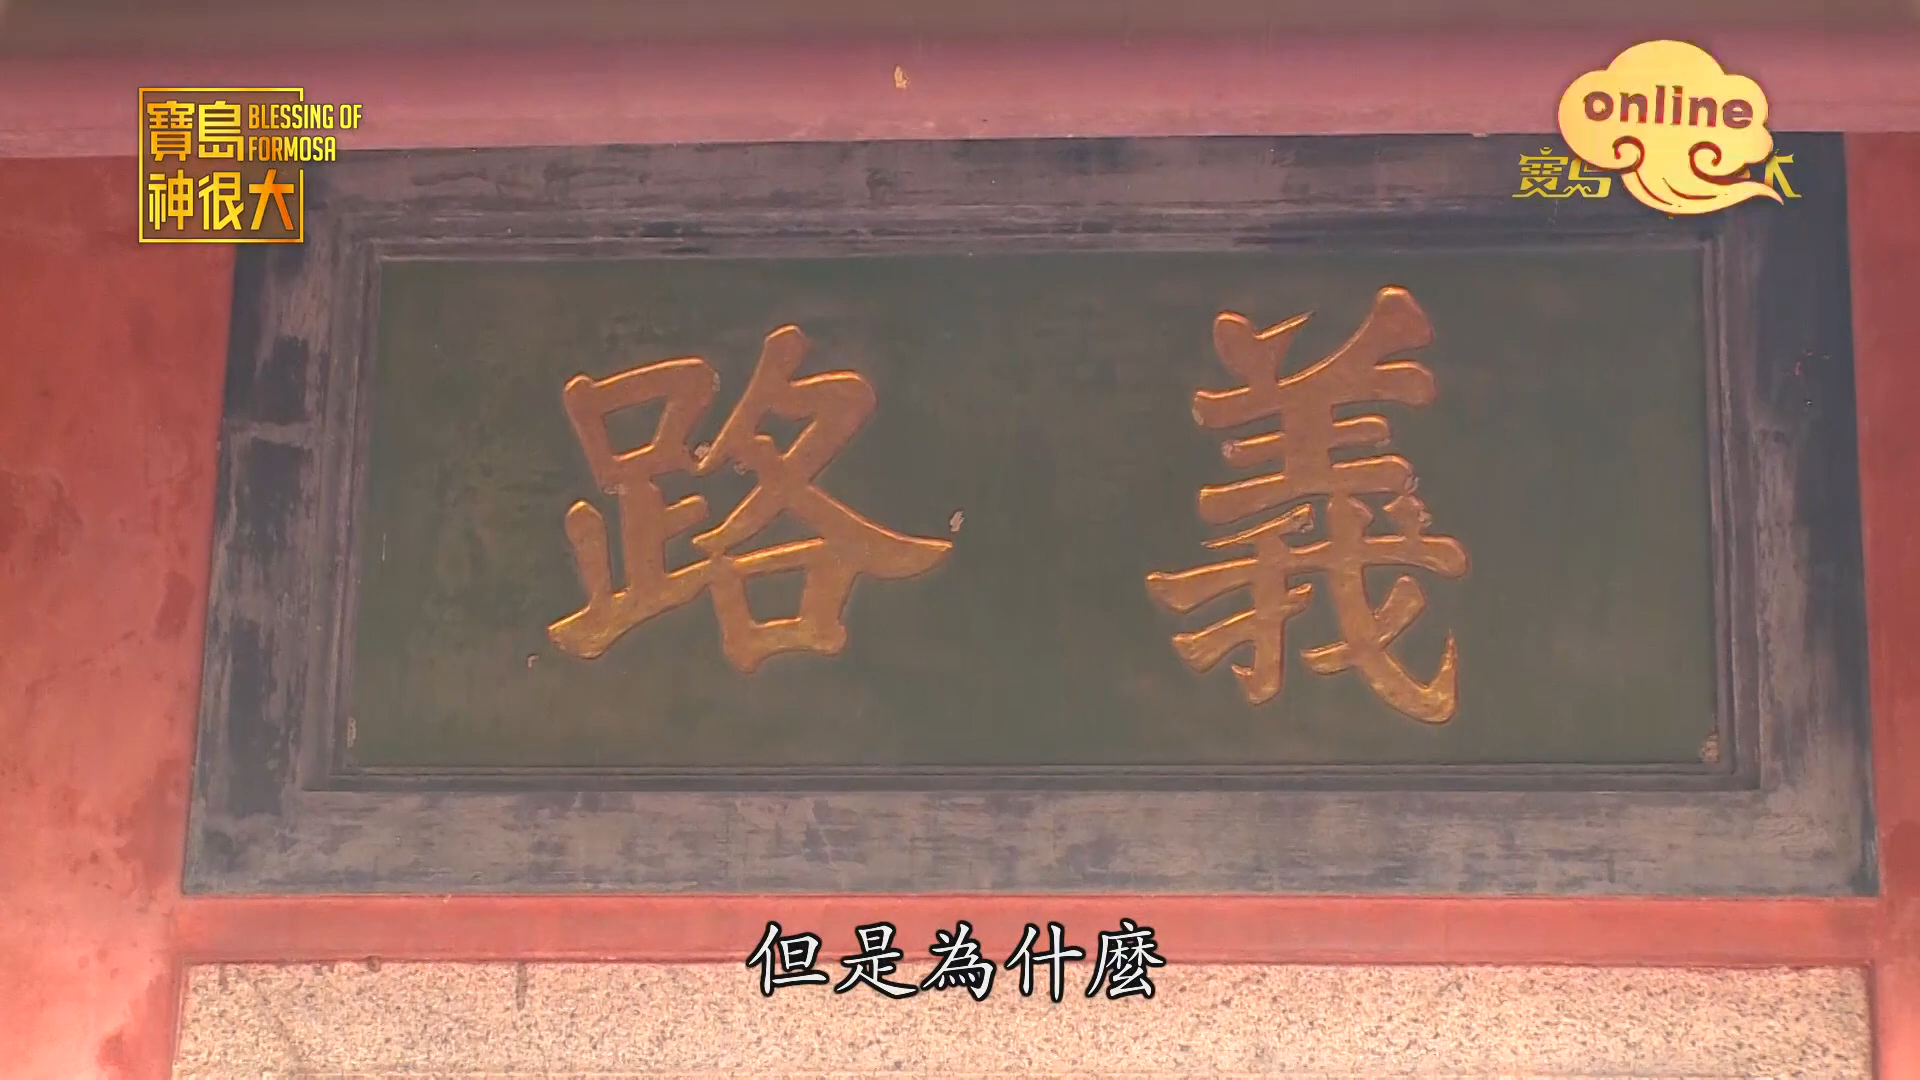 寶島 BLESSING OF
FORMOSA
神很大
online
義路
但是為什麼